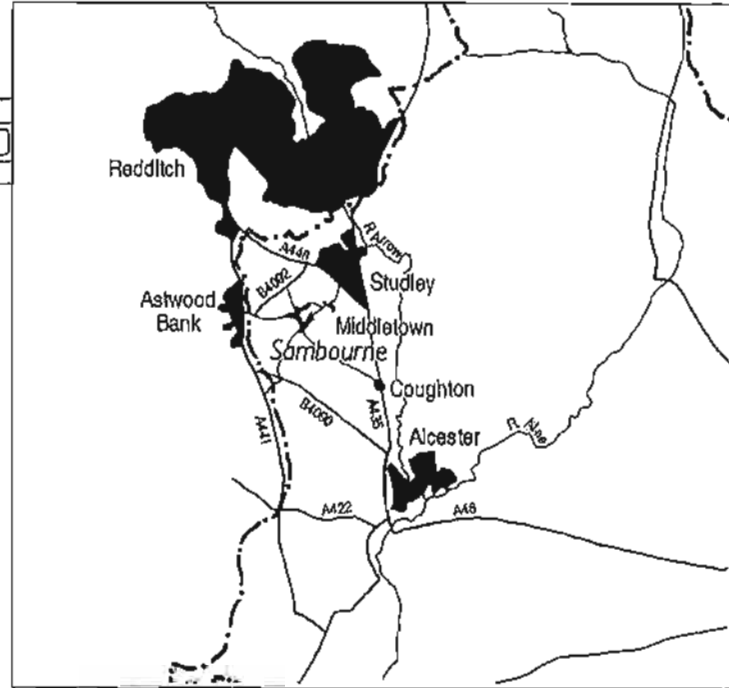 Redditch
R Arrow
A448
Studley
B4092
Astwood
Bank
Middletown
Sambourne
Coughton
A435
B4090
A441
Alcester
R. Alne
A422
A46